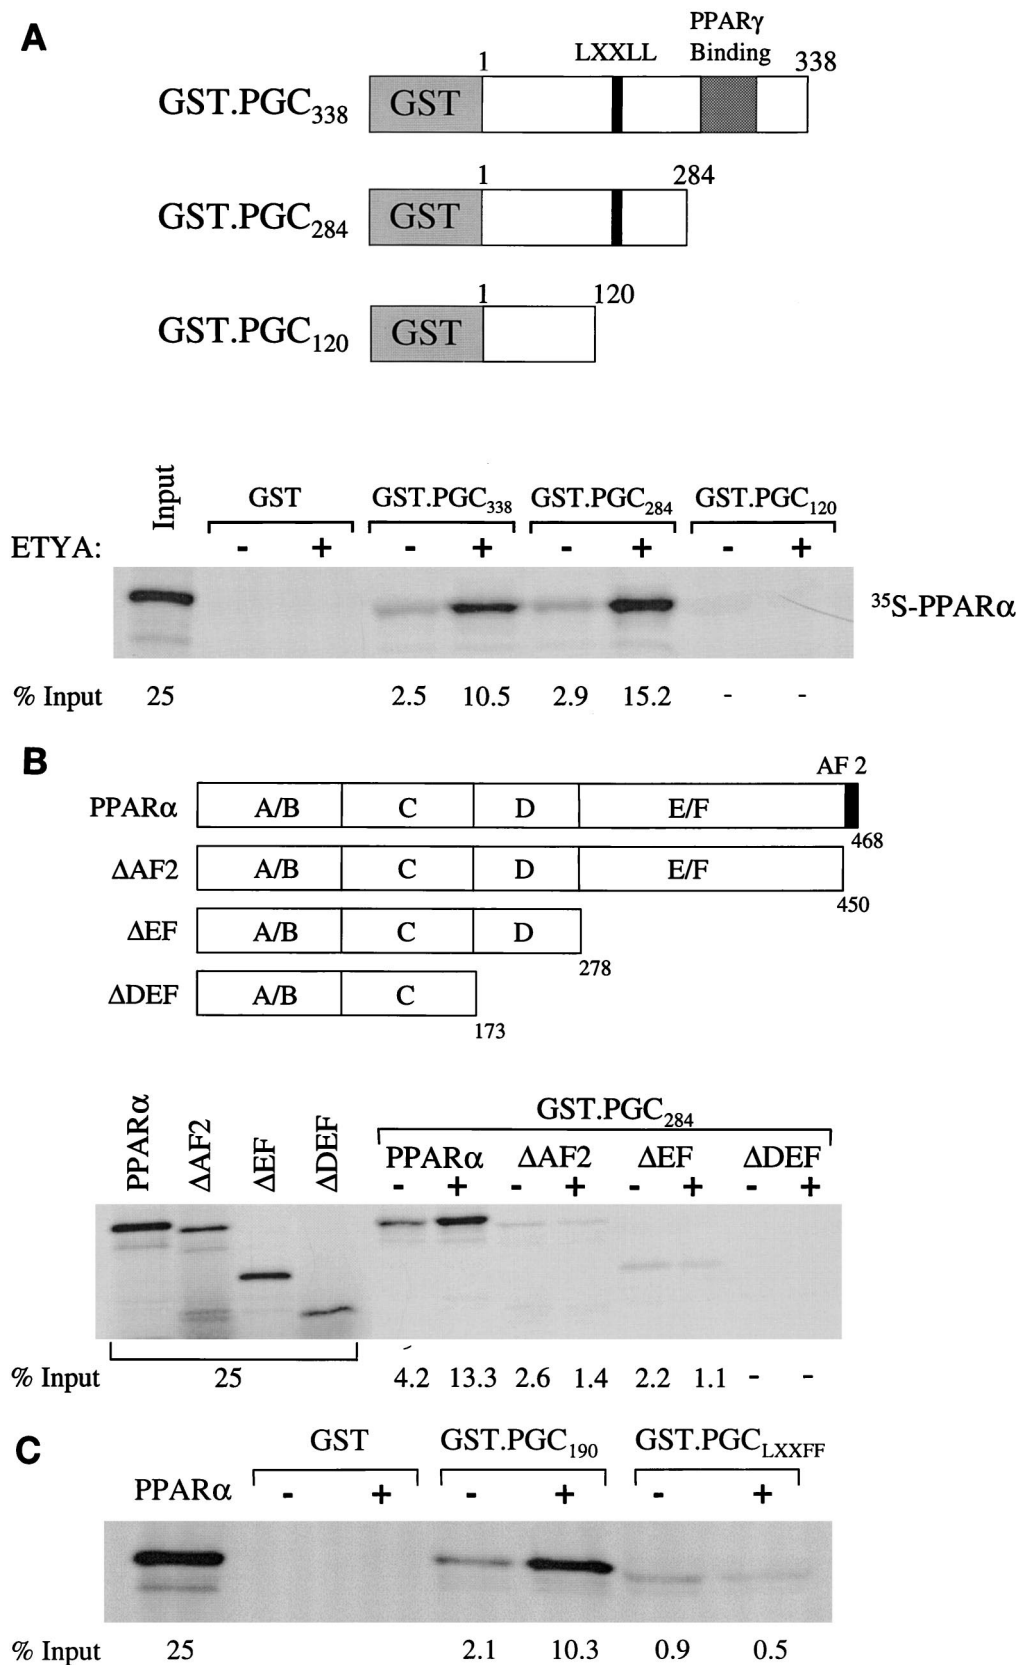 A
PPARγ
LXXLL Binding
1 338
GST.PGC338 GST
1 284
GST.PGC284 GST
1 120
GST.PGC120 GST
Input GST GST.PGC338 GST.PGC284 GST.PGC120
ETYA: - + - + - + - +
35S-PPARα
% Input 25 2.5 10.5 2.9 15.2 - -
B
AF 2
PPARα A/B C D E/F
468
ΔAF2 A/B C D E/F
450
ΔEF A/B C D
278
ΔDEF A/B C
173
GST.PGC284
PPARα ΔAF2 ΔEF ΔDEF PPARα ΔAF2 ΔEF ΔDEF
- + - + - + - +
% Input 25 4.2 13.3 2.6 1.4 2.2 1.1 - -
C
GST GST.PGC190 GST.PGCLXXFF
PPARα - + - + - +
% Input 25 2.1 10.3 0.9 0.5